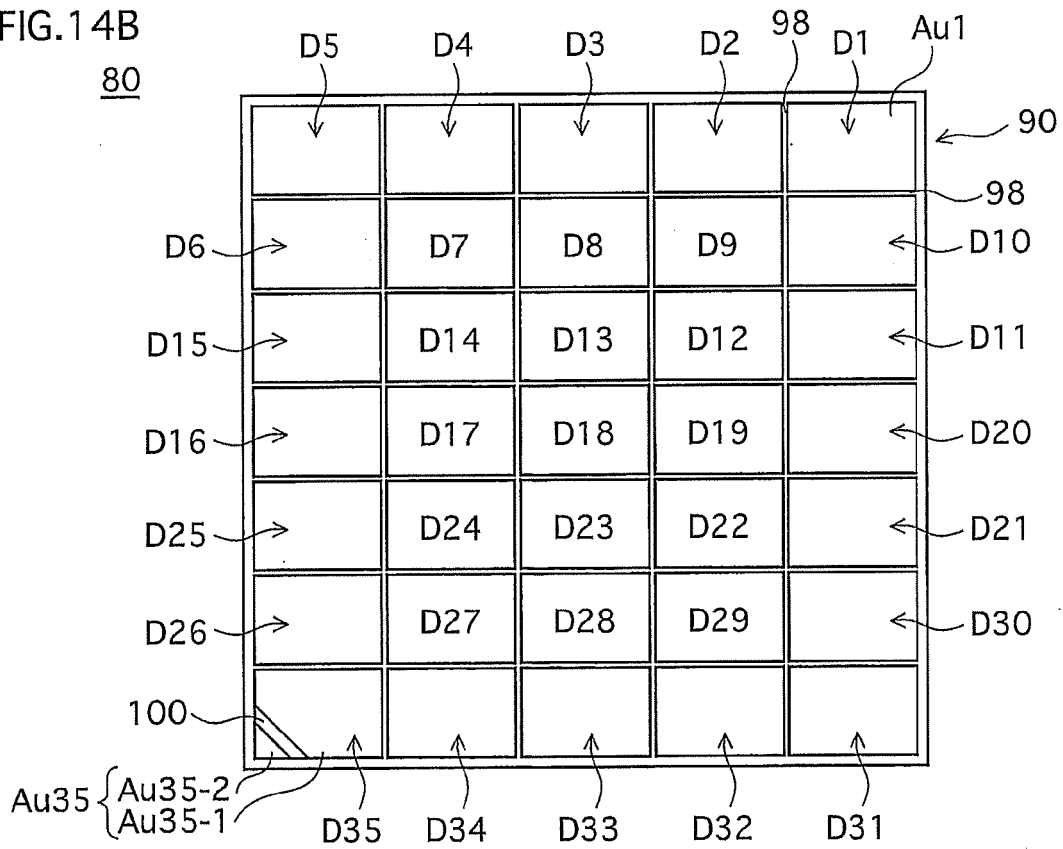 FIG.14B
80
D5 D4 D3 D2 98 D1 Au1
90
98
D6 D7 D8 D9 D10
D15 D14 D13 D12 D11
D16 D17 D18 D19 D20
D25 D24 D23 D22 D21
D26 D27 D28 D29 D30
100
Au35 { Au35-2
Au35-1
D35 D34 D33 D32 D31